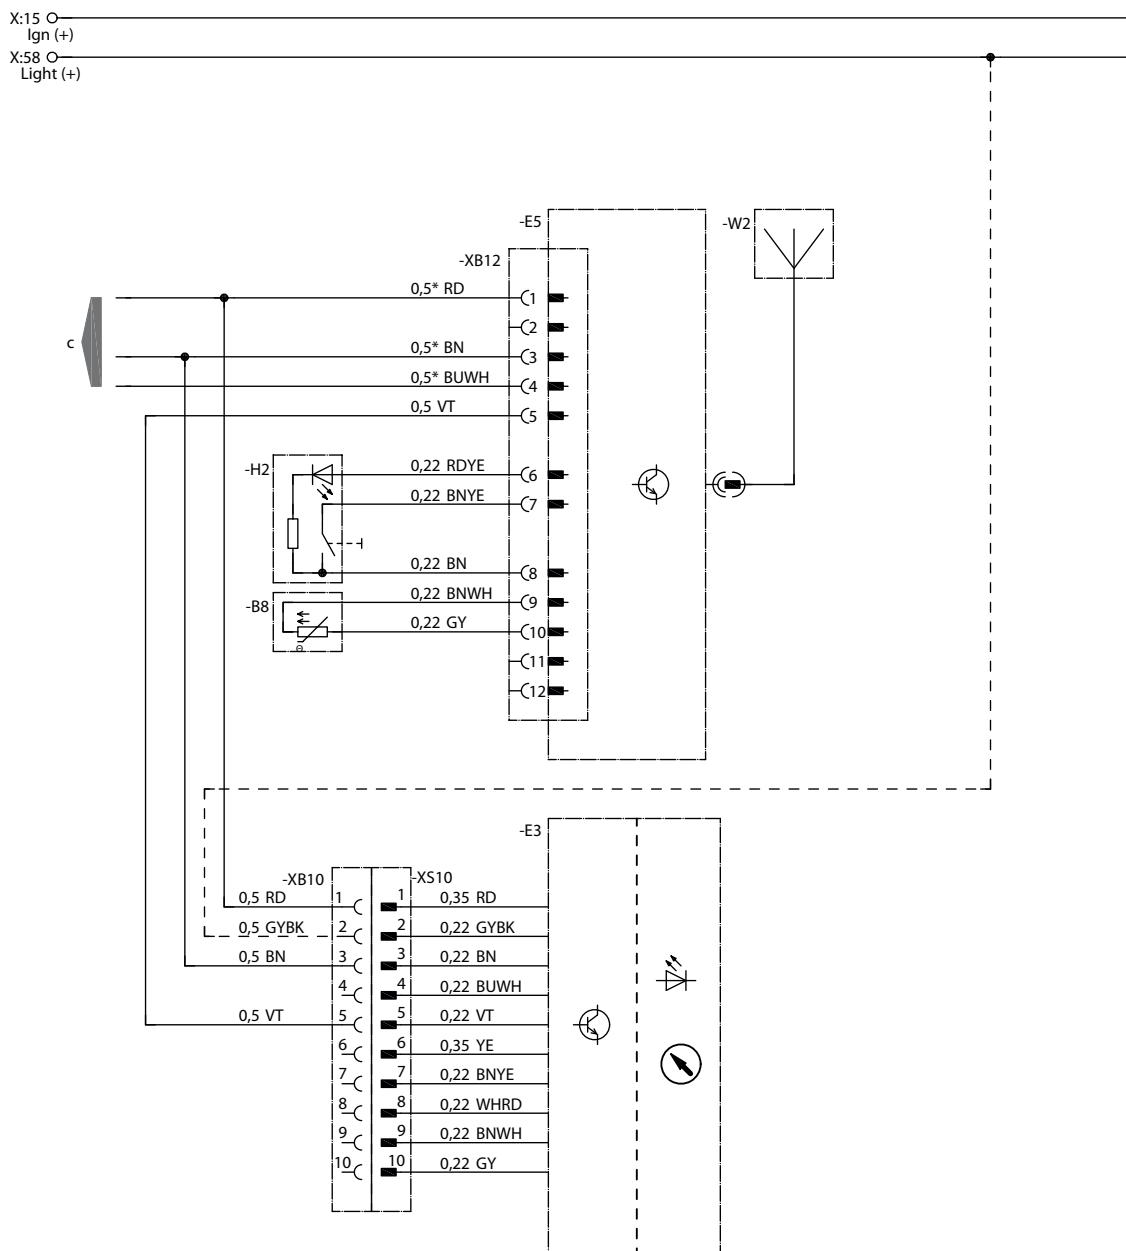 X:15
Ign (+)
X:58
Light (+)
-E5
-W2
-XB12
0,5* RD
1
2
c
0,5* BN
3
0,5* BUWH
4
0,5 VT
5
-H2
0,22 RDYE
6
0,22 BNYE
7
0,22 BN
8
-B8
0,22 BNWH
9
0,22 GY
10
Θ
11
12
-E3
-XB10
-XS10
0,5 RD
1
1
0,35 RD
0,5 GYBK
2
2
0,22 GYBK
0,5 BN
3
3
0,22 BN
4
4
0,22 BUWH
0,5 VT
5
5
0,22 VT
6
6
0,35 YE
7
7
0,22 BNYE
8
8
0,22 WHRD
9
9
0,22 BNWH
10
10
0,22 GY